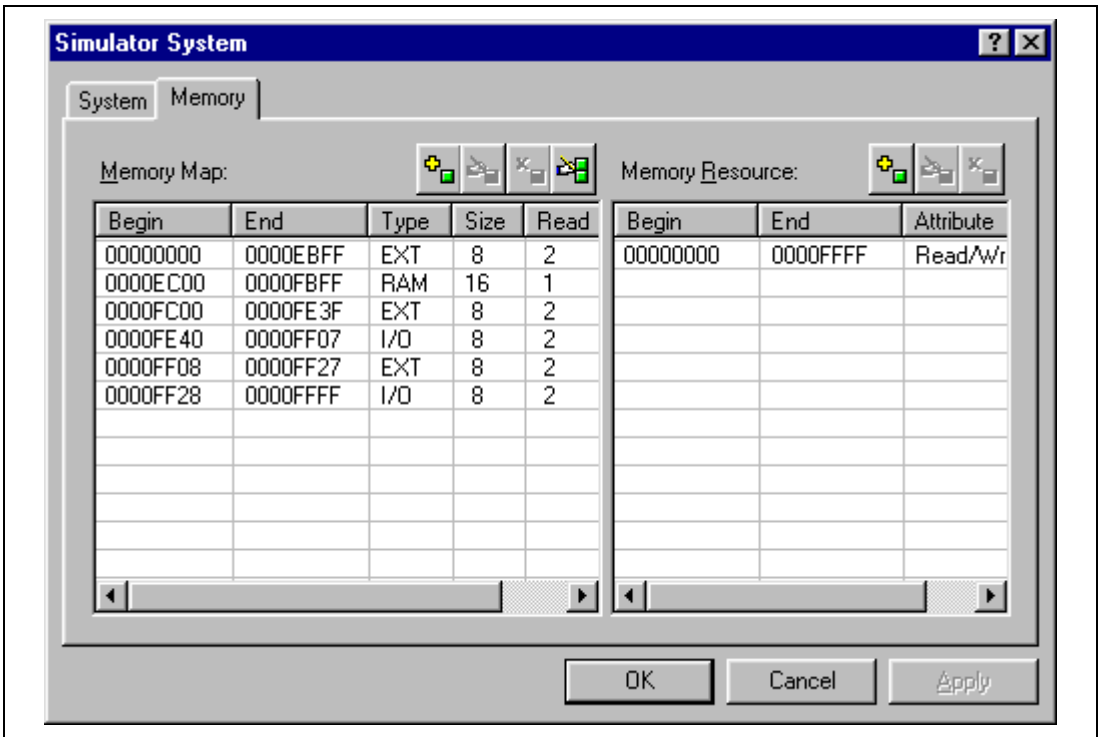 Simulator System
System Memory
Memory Map: Memory Resource:
Begin End Type Size Read Begin End Attribute
00000000 0000EBFF EXT 8 2 00000000 0000FFFF Read/Wr
0000EC00 0000FBFF RAM 16 1
0000FC00 0000FE3F EXT 8 2
0000FE40 0000FF07 I/O 8 2
0000FF08 0000FF27 EXT 8 2
0000FF28 0000FFFF I/O 8 2
OK Cancel Apply